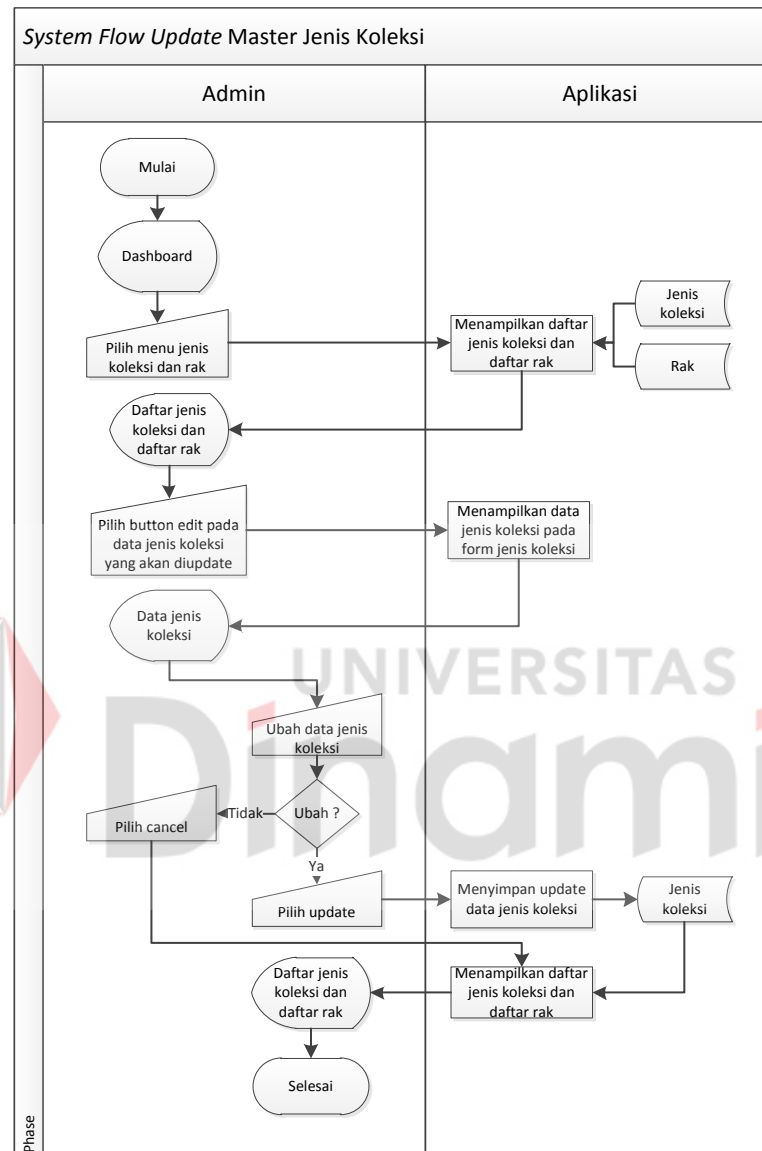 System Flow Update Master Jenis Koleksi
Admin
Aplikasi
Mulai
Dashboard
Pilih menu jenis
koleksi dan rak
Menampilkan daftar
jenis koleksi dan
daftar rak
Jenis
koleksi
Rak
Daftar jenis
koleksi dan
daftar rak
Pilih button edit pada
data jenis koleksi
yang akan diupdate
Menampilkan data
jenis koleksi pada
form jenis koleksi
Data jenis
koleksi
UNIVERSITAS
Dinami
Ubah data jenis
koleksi
Ubah ?
Tidak
Pilih cancel
Ya
Pilih update
Menyimpan update
data jenis koleksi
Jenis
koleksi
Menampilkan daftar
jenis koleksi dan
daftar rak
Daftar jenis
koleksi dan
daftar rak
Selesai
Phase